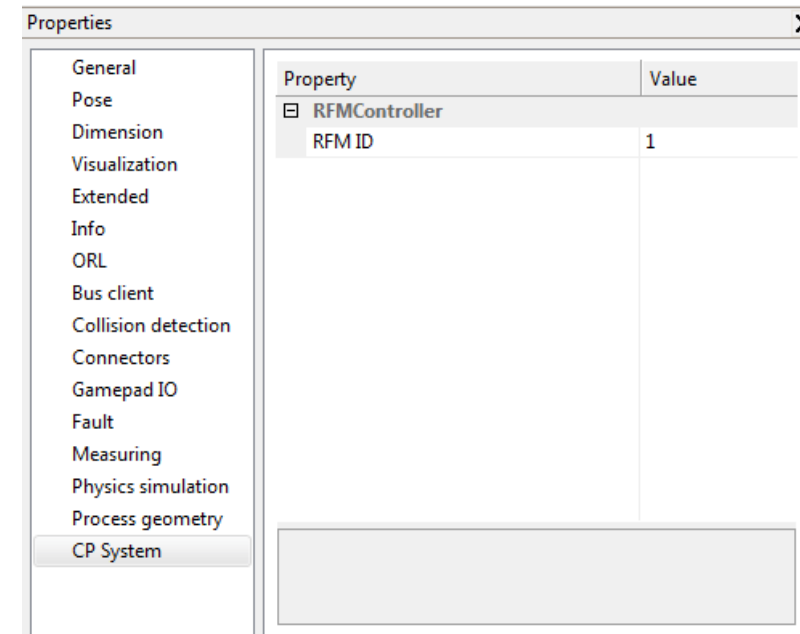 Properties
General
Pose
Dimension
Visualization
Extended
Info
ORL
Bus client
Collision detection
Connectors
Gamepad IO
Fault
Measuring
Physics simulation
Process geometry
CP System
Property Value
RFMController
RFM ID 1